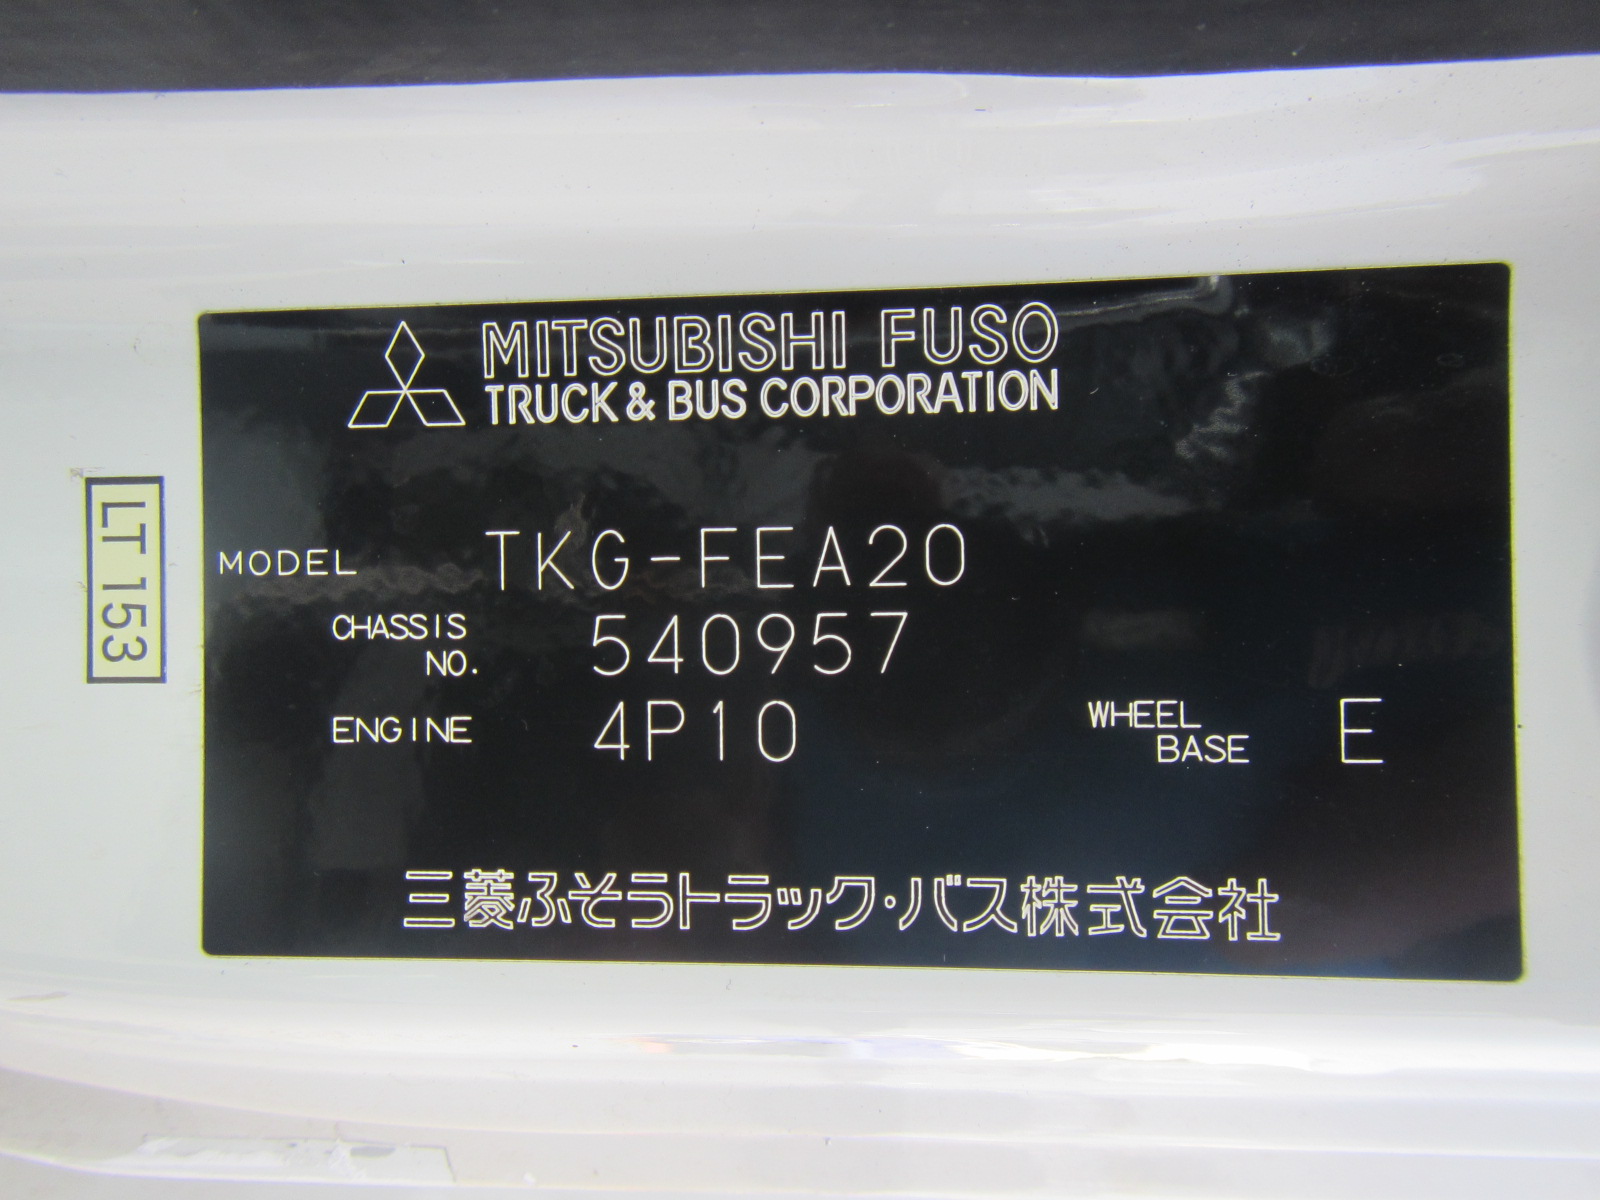 MITSUBISHI FUSO
TRUCK & BUS CORPORATION
LT 153
MODEL TKG-FEA20
CHASSIS NO. 540957
ENGINE 4P10 WHEEL BASE E
三菱ふそうトラック・バス株式会社